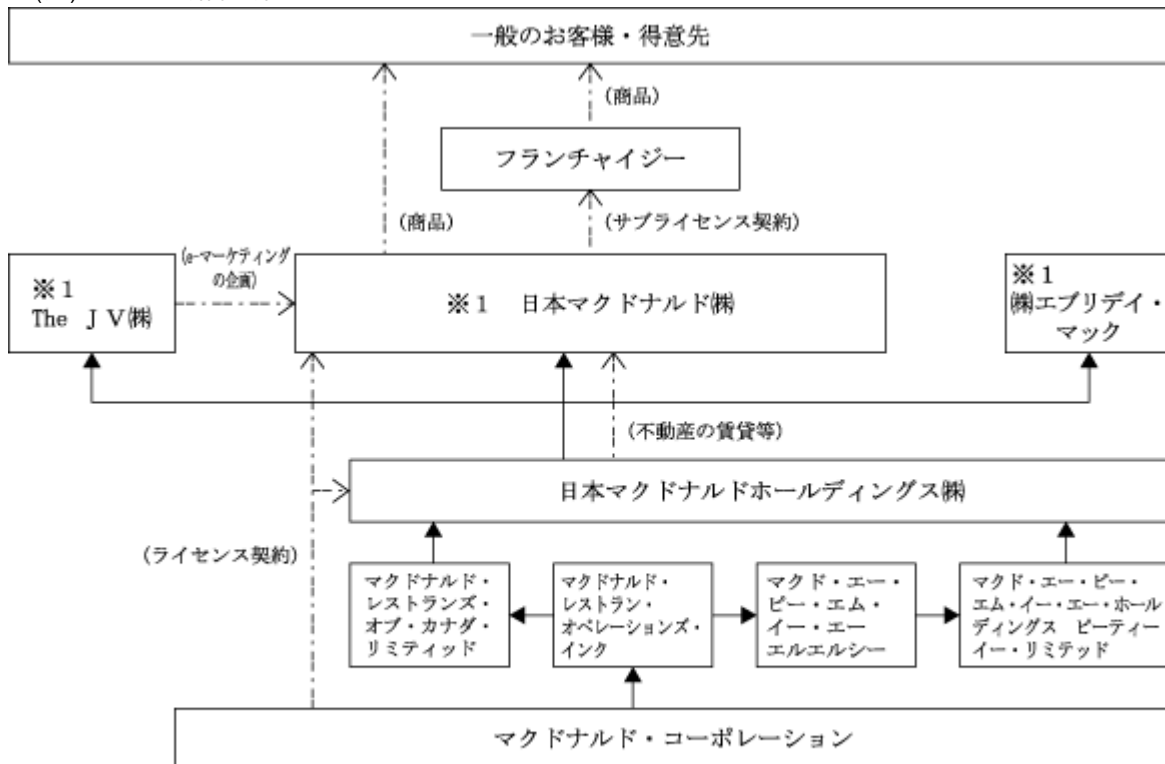 一般のお客様・得意先
(商品)
フランチャイジー
(商品)
(サブライセンス契約)
(e-マーケティング
の企画)
※1
The JV㈱
※1 日本マクドナルド㈱
※1
㈱エブリデイ・
マック
(不動産の賃貸等)
日本マクドナルドホールディングス㈱
(ライセンス契約)
マクドナルド・
レストランズ・
オブ・カナダ・
リミティッド
マクドナルド・
レストラン・
オペレーションズ・
インク
マクド・エー・
ピー・エム・
イー・エー
エルエルシー
マクド・エー・ピー・
エム・イー・エー・ホール
ディングス ピーティー
イー・リミテッド
マクドナルド・コーポレーション